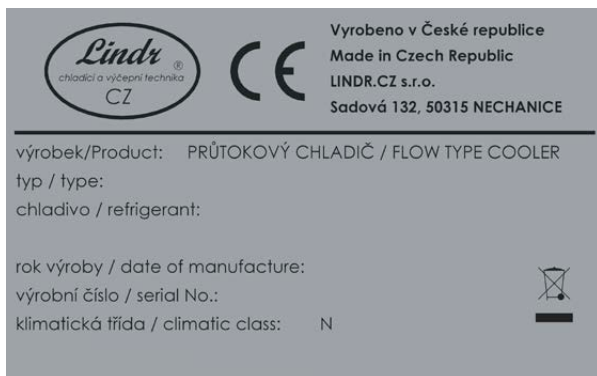 Lindr ®
chladící a výčepní technika
CZ
CE
Vyrobeno v České republice
Made in Czech Republic
LINDR.CZ s.r.o.
Sadová 132, 50315 NECHANICE
výrobek/Product: PRŮTOKOVÝ CHLADIČ / FLOW TYPE COOLER
typ / type:
chladivo / refrigerant:
rok výroby / date of manufacture:
výrobní číslo / serial No.:
klimatická třída / climatic class: N